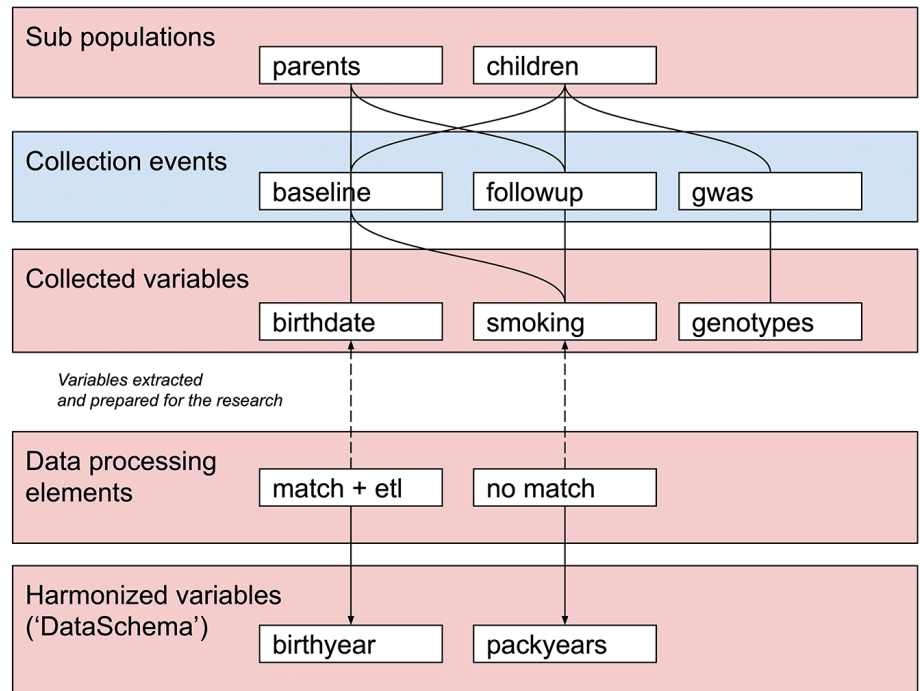 Sub populations
parents
children
Collection events
baseline
followup
gwas
Collected variables
birthdate
smoking
genotypes
Variables extracted
and prepared for the research
Data processing
elements
match + etl
no match
Harmonized variables
(‘DataSchema’)
birthyear
packyears